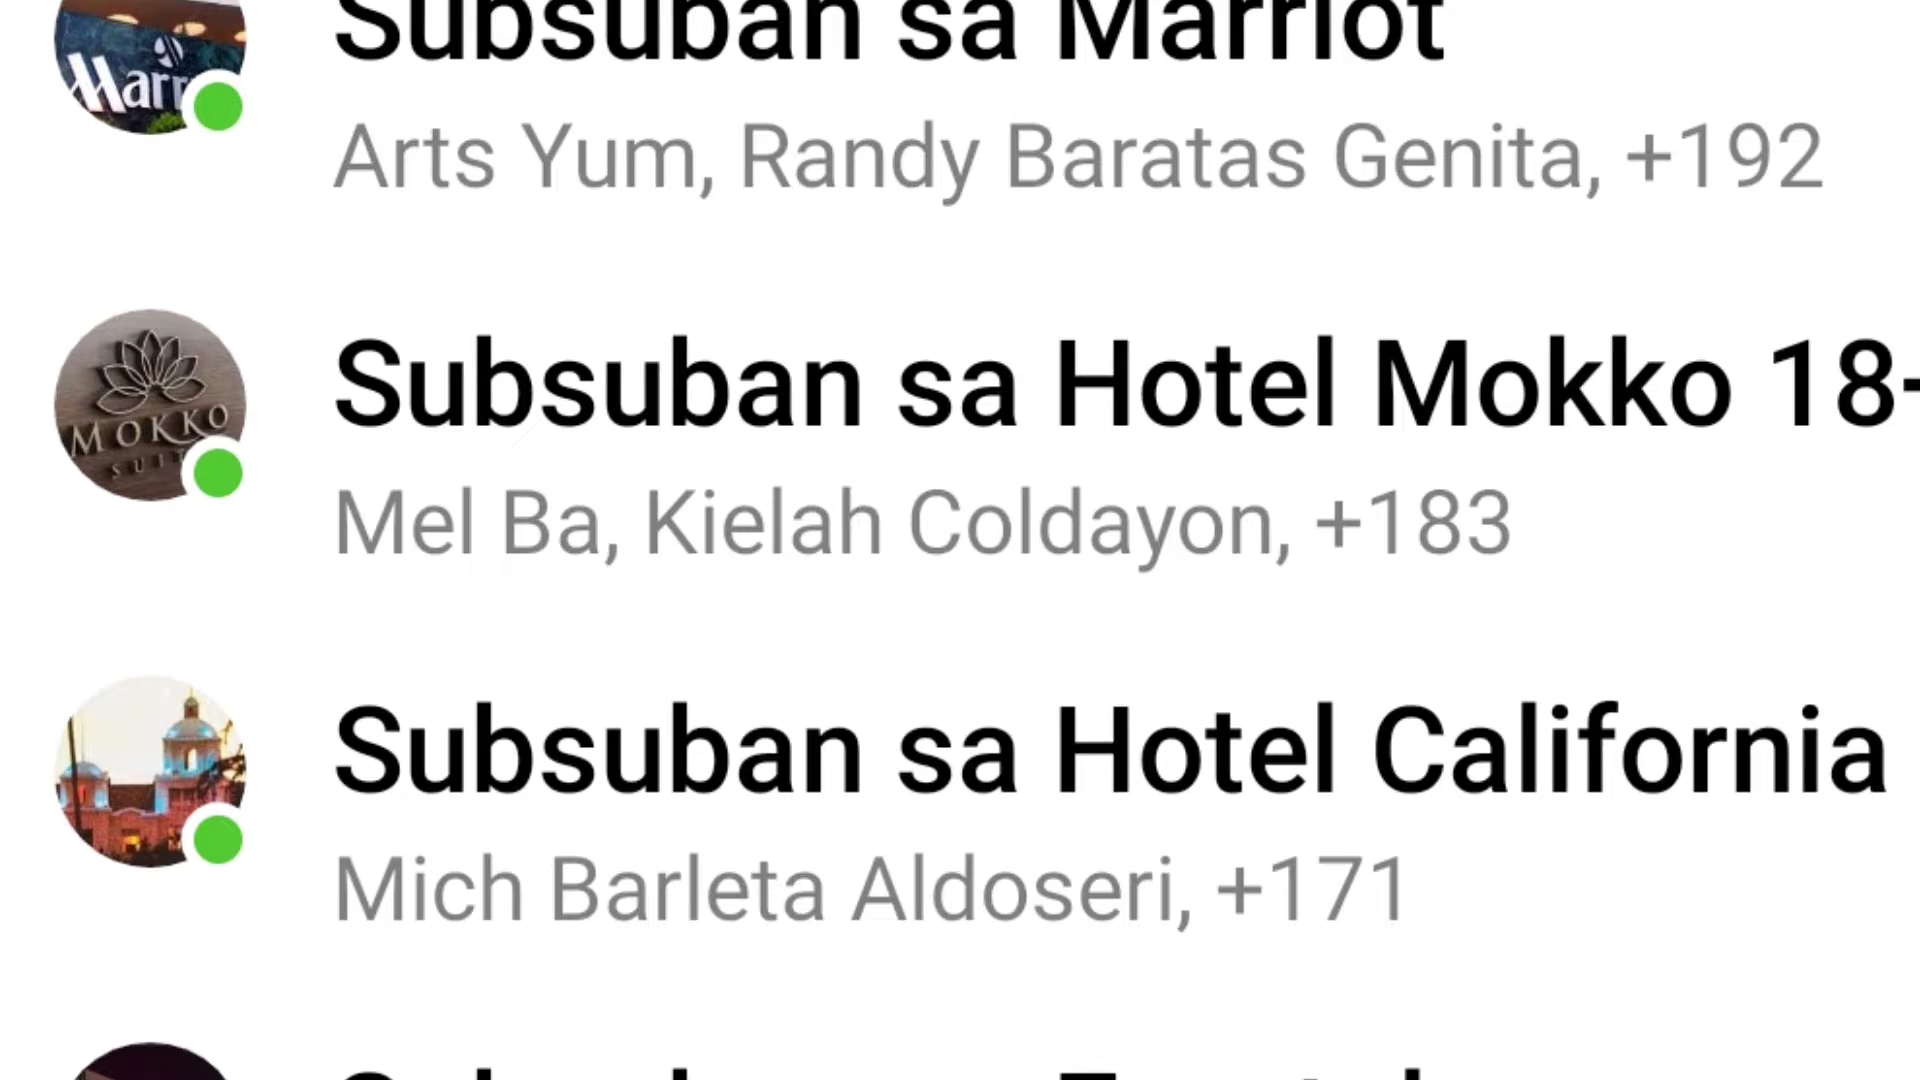 Subsuban sa Marriot
Arts Yum, Randy Baratas Genita, +192
MOKKO
Subsuban sa Hotel Mokko 18+
Mel Ba, Kielah Coldayon, +183
Subsuban sa Hotel California
Mich Barleta Aldoseri, +171